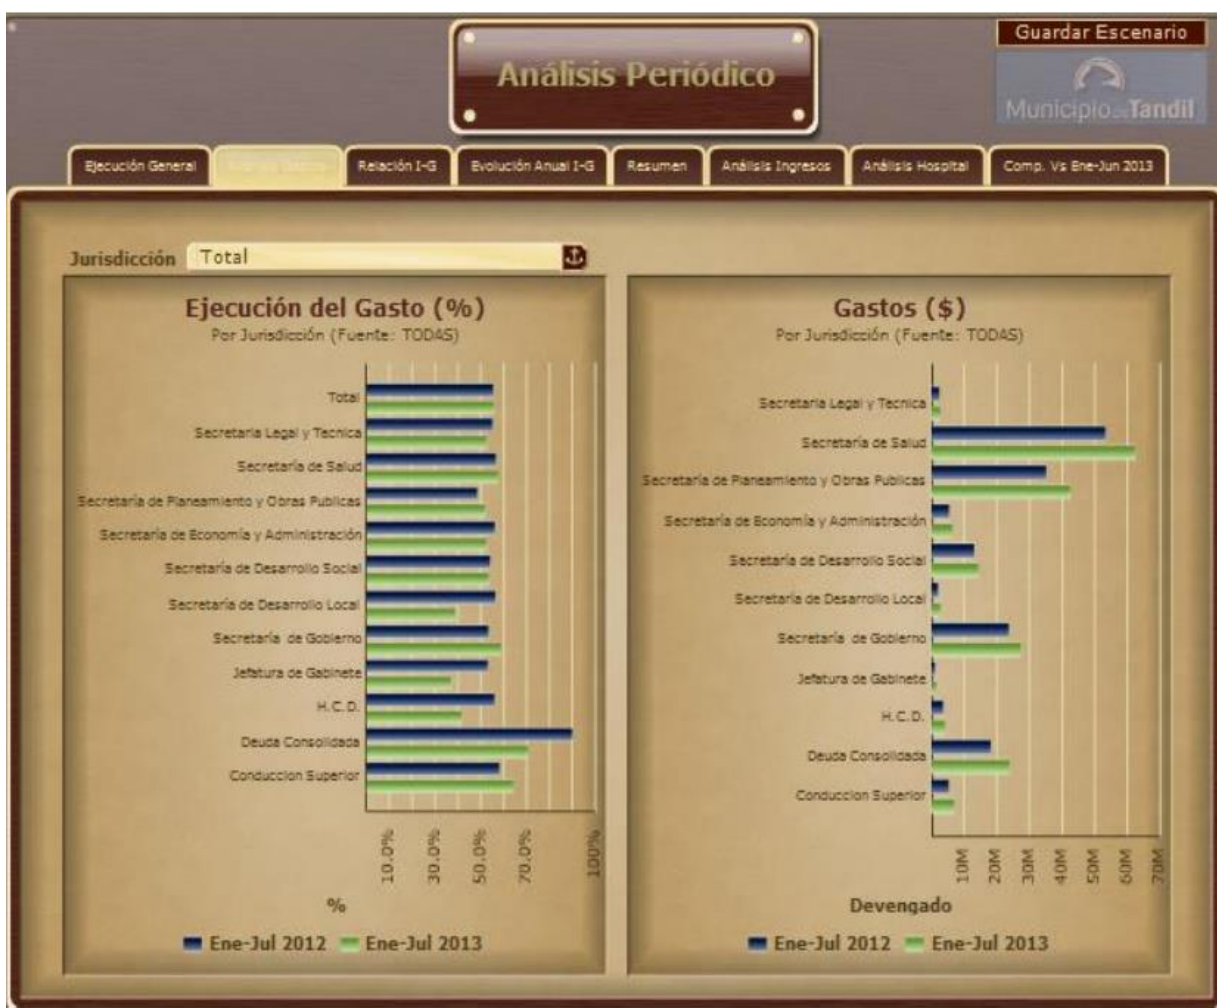 Guardar Escenario
Análisis Periódico
Municipio de Tandil
Ejecución General
Relación I-G
Evolución Anual I-G
Resumen
Análisis Ingresos
Análisis Hospital
Comp. Vs Ene-Jun 2013
Jurisdicción
Total
Ejecución del Gasto (%)
Por Jurisdicción (Fuente: TODAS)
Total
Secretaria Legal y Tecnica
Secretaría de Salud
Secretaría de Planeamiento y Obras Publicas
Secretaría de Economía y Administración
Secretaría de Desarrollo Social
Secretaría de Desarrollo Local
Secretaría de Gobierno
Jefatura de Gabinete
H.C.D.
Deuda Consolidada
Conduccion Superior
10.0%
30.0%
50.0%
70.0%
100%
%
Ene-Jul 2012
Ene-Jul 2013
Gastos ($)
Por Jurisdicción (Fuente: TODAS)
Secretaria Legal y Tecnica
Secretaría de Salud
Secretaría de Planeamiento y Obras Publicas
Secretaría de Economía y Administración
Secretaría de Desarrollo Social
Secretaría de Desarrollo Local
Secretaría de Gobierno
Jefatura de Gabinete
H.C.D.
Deuda Consolidada
Conduccion Superior
10M
20M
30M
40M
50M
60M
70M
Devengado
Ene-Jul 2012
Ene-Jul 2013